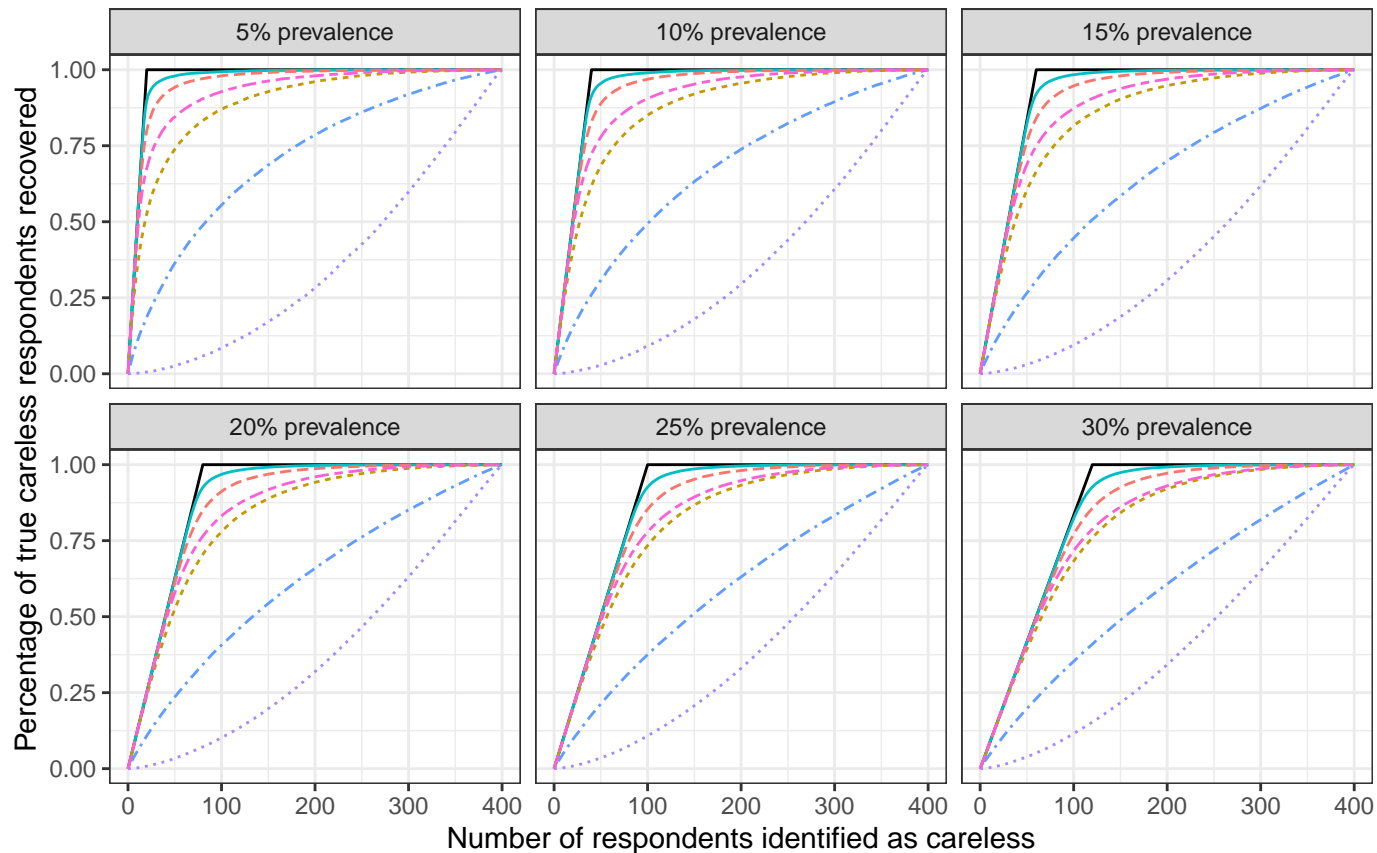 5% prevalence
10% prevalence
15% prevalence
1.00
0.75
0.50
0.25
0.00
20% prevalence
25% prevalence
30% prevalence
1.00
0.75
0.50
0.25
0.00
0 100 200 300 400
0 100 200 300 400
0 100 200 300 400
Number of respondents identified as careless
Percentage of true careless respondents recovered